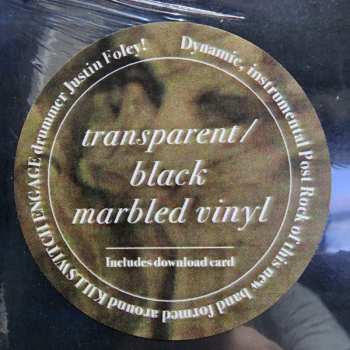 Dynamic, instrumental Post Rock of this new band formed around KILLSWITCH ENGAGE drummer Justin Foley!
transparent/
black
marbled vinyl
Includes download card